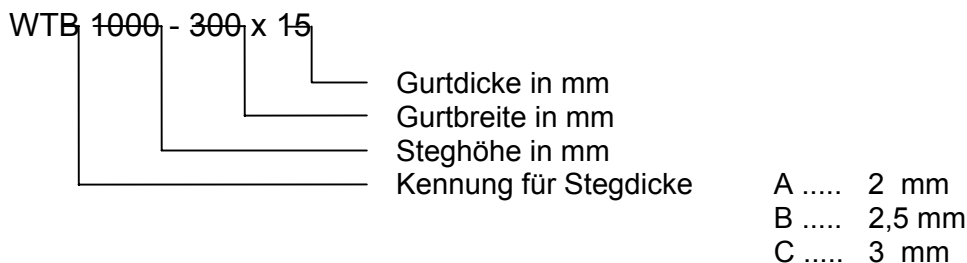 WTB 1000 - 300 x 15
Gurtdicke in mm
Gurtbreite in mm
Steghöhe in mm
Kennung für Stegdicke A ..... 2 mm
B ..... 2,5 mm
C ..... 3 mm